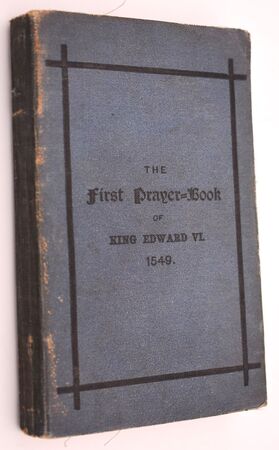 THE
First Prayer=Book
OF
KING EDWARD VI.
1549.